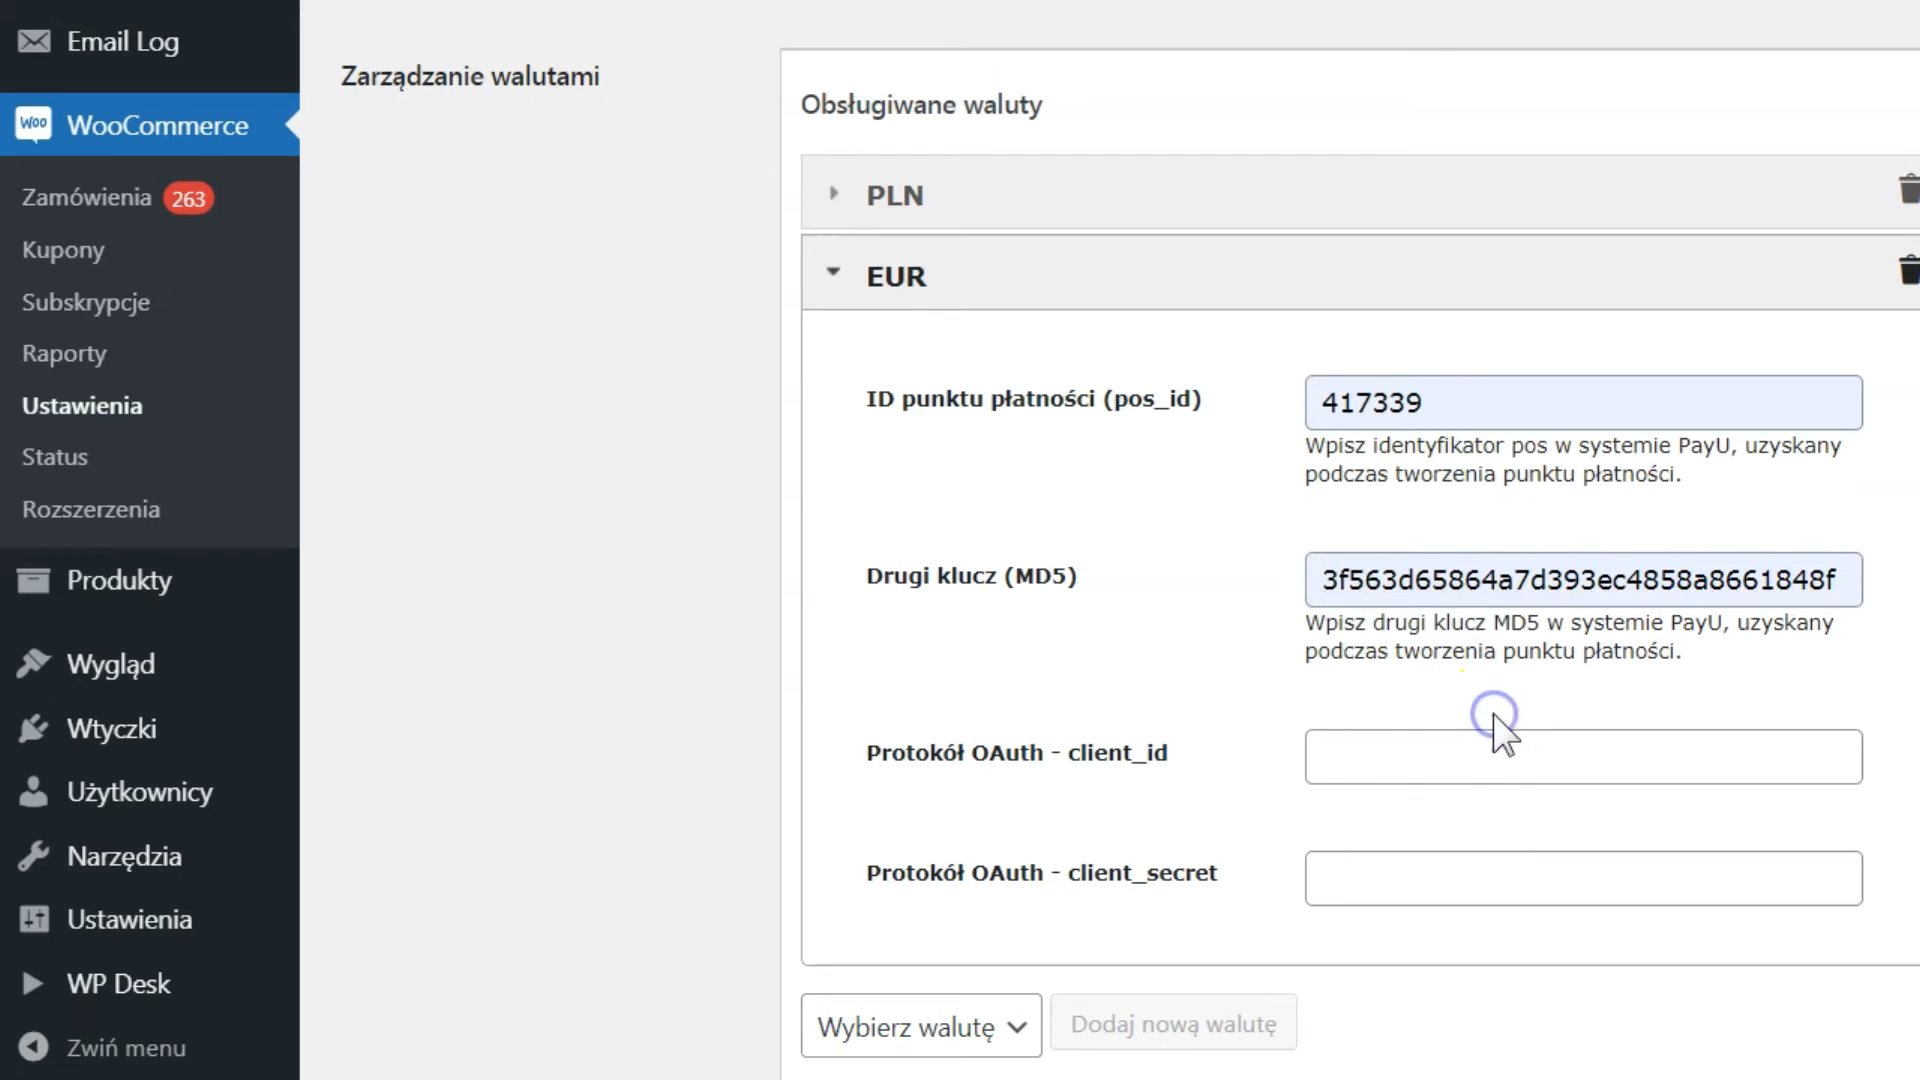 Email Log
Woo
WooCommerce
Zamówienia 263
Kupony
Subskrypcje
Raporty
Ustawienia
Status
Rozszerzenia
Produkty
Wygląd
Wtyczki
Użytkownicy
Narzędzia
Ustawienia
WP Desk
Zwiń menu
Zarządzanie walutami
Obsługiwane waluty
PLN
EUR
ID punktu płatności (pos_id)
417339
Wpisz identyfikator pos w systemie PayU, uzyskany
podczas tworzenia punktu płatności.
Drugi klucz (MD5)
3f563d65864a7d393ec4858a8661848f
Wpisz drugi klucz MD5 w systemie PayU, uzyskany
podczas tworzenia punktu płatności.
Protokół OAuth - client_id
Protokół OAuth - client_secret
Wybierz walutę
Dodaj nową walutę